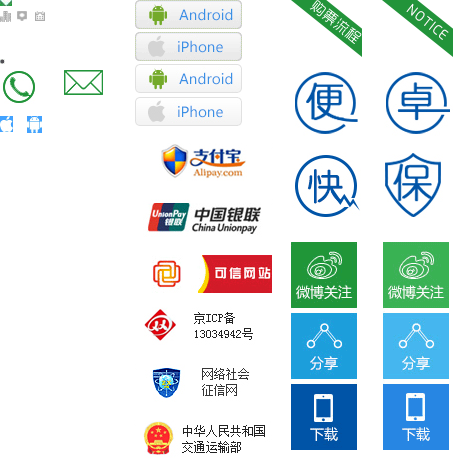 Android
iPhone
Android
iPhone
支付宝
Alipay.com
UnionPay
银联
中国银联
China Unionpay
可信网站
京ICP备
13034942号
网络社会
征信网
中华人民共和国
交通运输部
购票流程
NOTICE
便
卓
快
保
微博关注
微博关注
分享
分享
下载
下载